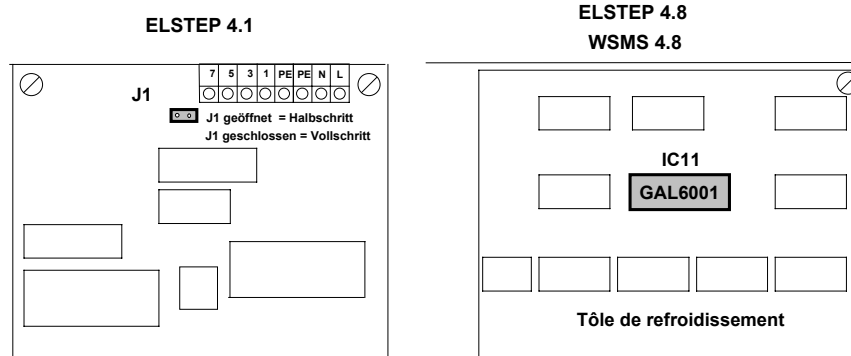 ELSTEP 4.1
7 5 3 1 PE PE N L
J1
J1 geöffnet = Halbschritt
J1 geschlossen = Vollschritt
ELSTEP 4.8
WSMS 4.8
IC11
GAL6001
Tôle de refroidissement